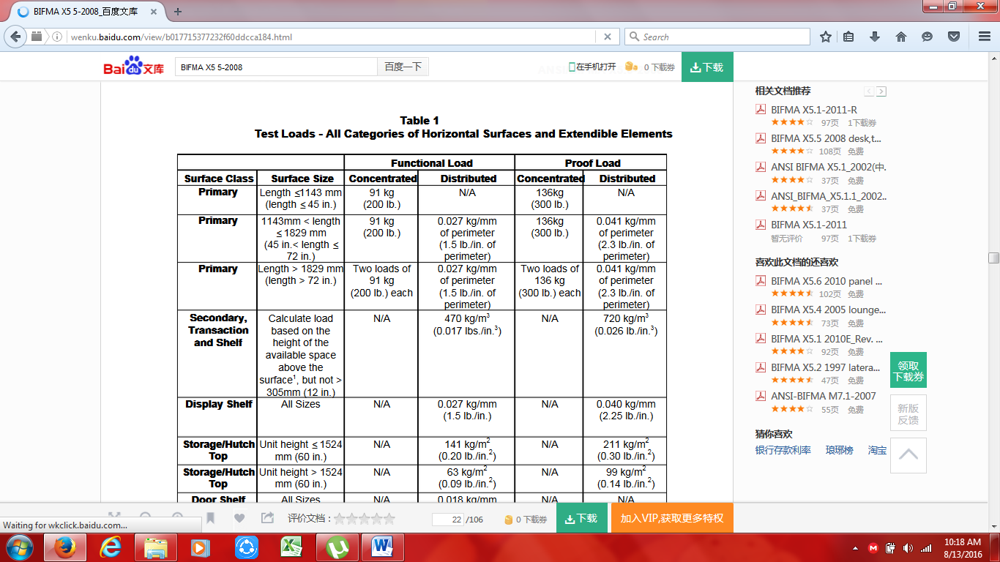 BIFMA X5 5-2008_百度文库
wenku.baidu.com/view/b017715377232f60ddcca184.html
Search
Bai du 文库
BIFMA X5 5-2008
百度一下
在手机打开
0 下载券
下载
Table 1
Test Loads - All Categories of Horizontal Surfaces and Extendible Elements
Functional Load
Proof Load
Surface Class
Surface Size
Concentrated
Distributed
Concentrated
Distributed
Primary
Length ≤1143 mm
(length ≤ 45 in.)
91 kg
(200 lb.)
N/A
136kg
(300 lb.)
N/A
Primary
1143mm < length
≤ 1829 mm
(45 in.< length ≤
72 in.)
91 kg
(200 lb.)
0.027 kg/mm
of perimeter
(1.5 lb./in. of
perimeter)
136kg
(300 lb.)
0.041 kg/mm
of perimeter
(2.3 lb./in. of
perimeter)
Primary
Length > 1829 mm
(length > 72 in.)
Two loads of
91 kg
(200 lb.) each
0.027 kg/mm
of perimeter
(1.5 lb./in. of
perimeter)
Two loads of
136 kg
(300 lb.) each
0.041 kg/mm
of perimeter
(2.3 lb./in. of
perimeter)
Secondary,
Transaction
and Shelf
Calculate load
based on the
height of the
available space
above the
surface¹, but not >
305mm (12 in.)
N/A
470 kg/m³
(0.017 lbs./in.³)
N/A
720 kg/m³
(0.026 lb./in.³)
Display Shelf
All Sizes
N/A
0.027 kg/mm
(1.5 lb./in.)
N/A
0.040 kg/mm
(2.25 lb./in.)
Storage/Hutch
Top
Unit height ≤ 1524
mm (60 in.)
N/A
141 kg/m²
(0.20 lb./in.²)
N/A
211 kg/m²
(0.30 lb./in.²)
Storage/Hutch
Top
Unit height > 1524
mm (60 in.)
N/A
63 kg/m²
(0.09 lb./in.²)
N/A
99 kg/m²
(0.14 lb./in.²)
Door Shelf
All Sizes
N/A
0.018 kg/mm
N/A
N/A
相关文档推荐
BIFMA X5.1-2011-R
97页 1下载券
BIFMA X5.5 2008 desk,t...
108页 免费
ANSI BIFMA X5.1_2002(中.
37页 免费
ANSI_BIFMA_X5.1.1_2002..
37页 免费
BIFMA X5.1-2011
暂无评价 97页 1下载券
喜欢此文档的还喜欢
BIFMA X5.6 2010 panel ...
102页 免费
BIFMA X5.4 2005 lounge...
73页 免费
BIFMA X5.1 2010E_Rev. ...
92页 免费
BIFMA X5.2 1997 latera...
47页 免费
ANSI-BIFMA M7.1-2007
55页 免费
猜你喜欢
银行存款利率 琅琊榜 淘宝
领取
下载券
新版
反馈
评价文档：
22 /106
0 下载券
下载
加入VIP,获取更多特权
Waiting for wkclick.baidu.com...
10:18 AM
8/13/2016